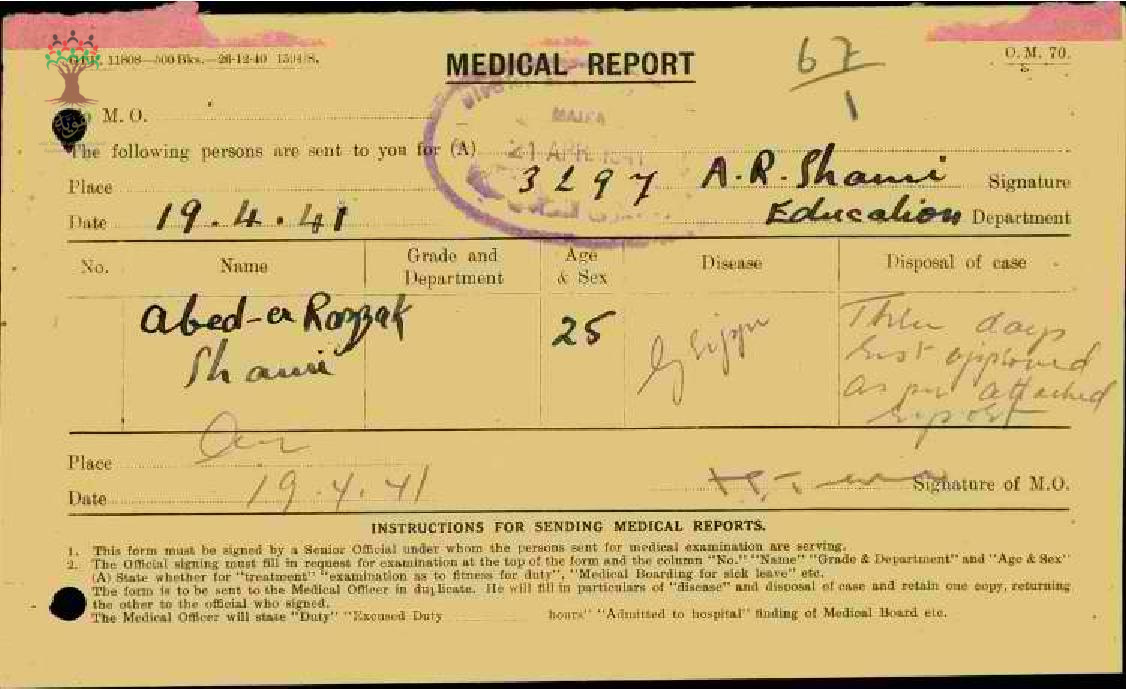 11808—500 Bks.—26-12-40
MEDICAL REPORT
67/1
O. M. 70.
M. O.
HAIFA
The following persons are sent to you for (A)
21 APR 1941
Place 3297 A.R. Shami Signature
Date 19.4.41 Education Department
No. Name Grade and Department Age & Sex Disease Disposal of case
Abed-er Rozzak 25 Grippe Three days
Shami rest approved
as per attached
report
Place
Date 19.4.41 Signature of M.O.
INSTRUCTIONS FOR SENDING MEDICAL REPORTS.
1. This form must be signed by a Senior Official under whom the persons sent for medical examination are serving.
2. The Official signing must fill in request for examination at the top of the form and the column "No." "Name" "Grade & Department" and "Age & Sex"
(A) State whether for "treatment" "examination as to fitness for duty", "Medical Boarding for sick leave" etc.
The form is to be sent to the Medical Officer in duplicate. He will fill in particulars of "disease" and disposal of case and retain one copy, returning
the other to the official who signed.
The Medical Officer will state "Duty" "Excused Duty hours" "Admitted to hospital" finding of Medical Board etc.